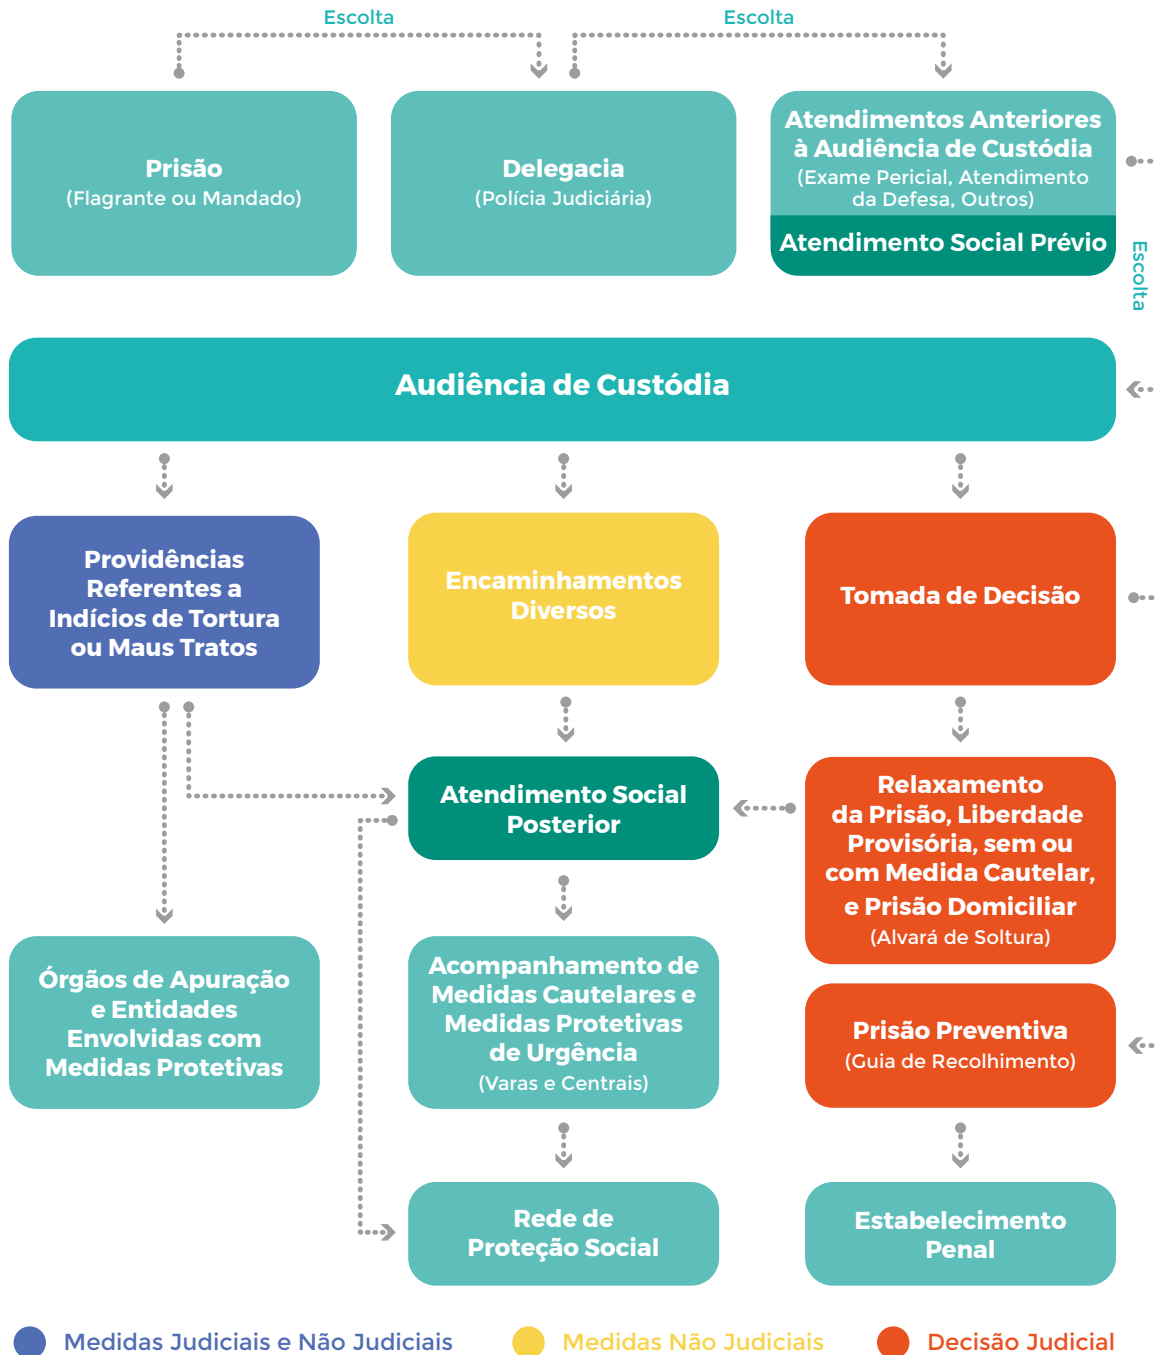 Escolta
Escolta
Prisão
(Flagrante ou Mandado)
Delegacia
(Polícia Judiciária)
Atendimentos Anteriores
à Audiência de Custódia
(Exame Pericial, Atendimento
da Defesa, Outros)
Atendimento Social Prévio
Escolta
Audiência de Custódia
Providências
Referentes a
Indícios de Tortura
ou Maus Tratos
Encaminhamentos
Diversos
Tomada de Decisão
Atendimento Social
Posterior
Relaxamento
da Prisão, Liberdade
Provisória, sem ou
com Medida Cautelar,
e Prisão Domiciliar
(Alvará de Soltura)
Órgãos de Apuração
e Entidades
Envolvidas com
Medidas Protetivas
Acompanhamento de
Medidas Cautelares e
Medidas Protetivas
de Urgência
(Varas e Centrais)
Prisão Preventiva
(Guia de Recolhimento)
Rede de
Proteção Social
Estabelecimento
Penal
Medidas Judiciais e Não Judiciais
Medidas Não Judiciais
Decisão Judicial